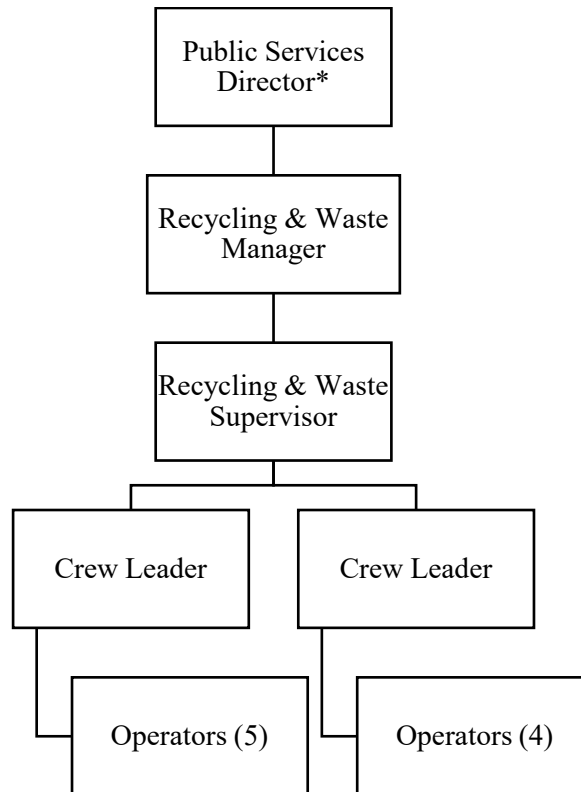 Public Services
Director*
Recycling & Waste
Manager
Recycling & Waste
Supervisor
Crew Leader
Crew Leader
Operators (5)
Operators (4)